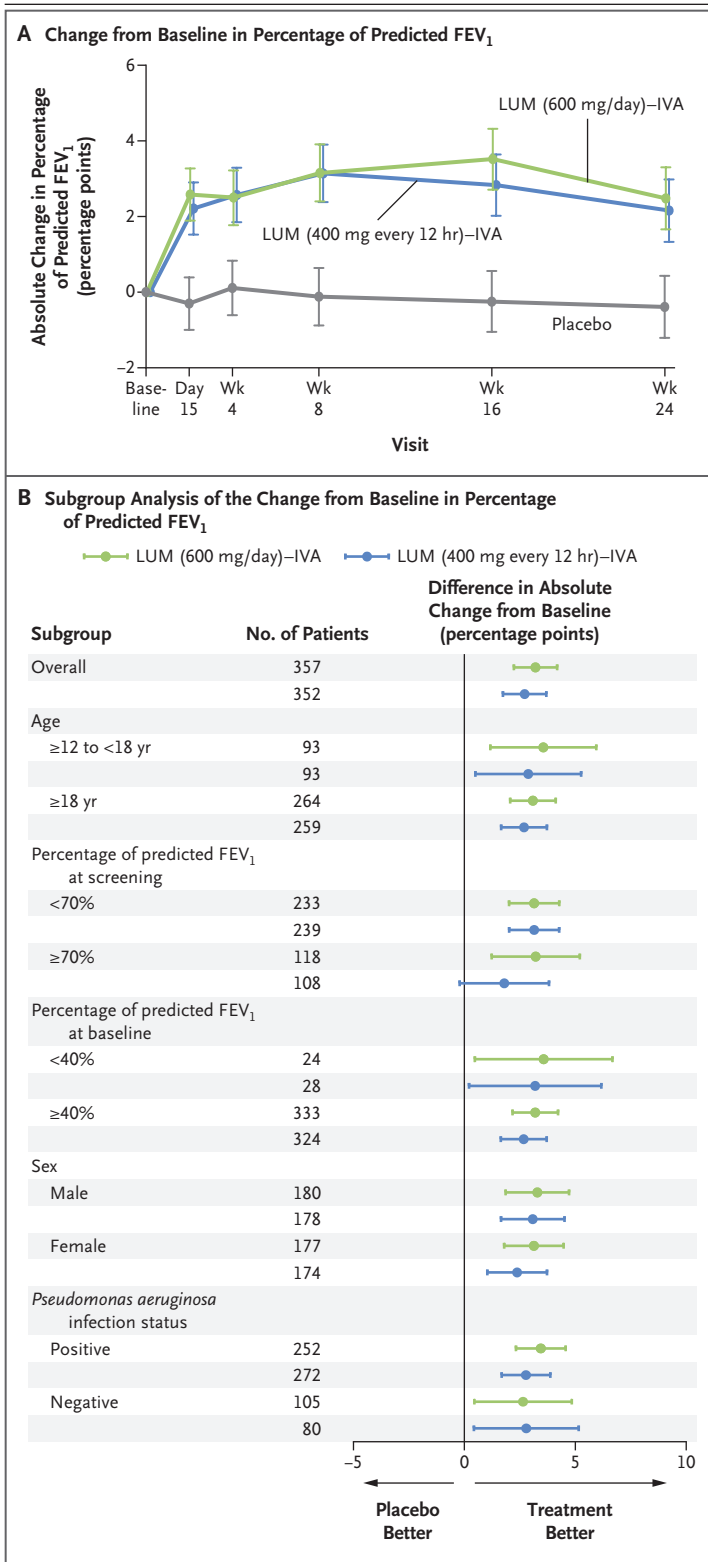 A Change from Baseline in Percentage of Predicted FEV1
6
4
2
0
−2
Absolute Change in Percentage
of Predicted FEV1
(percentage points)
LUM (600 mg/day)–IVA
LUM (400 mg every 12 hr)–IVA
Placebo
Base-
line
Day
15
Wk
4
Wk
8
Wk
16
Wk
24
Visit
B Subgroup Analysis of the Change from Baseline in Percentage
of Predicted FEV1
LUM (600 mg/day)–IVA LUM (400 mg every 12 hr)–IVA
Subgroup
No. of Patients
Difference in Absolute
Change from Baseline
(percentage points)
Overall 357
352
Age
≥12 to <18 yr 93
93
≥18 yr 264
259
Percentage of predicted FEV1
at screening
<70% 233
239
≥70% 118
108
Percentage of predicted FEV1
at baseline
<40% 24
28
≥40% 333
324
Sex
Male 180
178
Female 177
174
Pseudomonas aeruginosa
infection status
Positive 252
272
Negative 105
80
−5 0 5 10
Placebo
Better
Treatment
Better